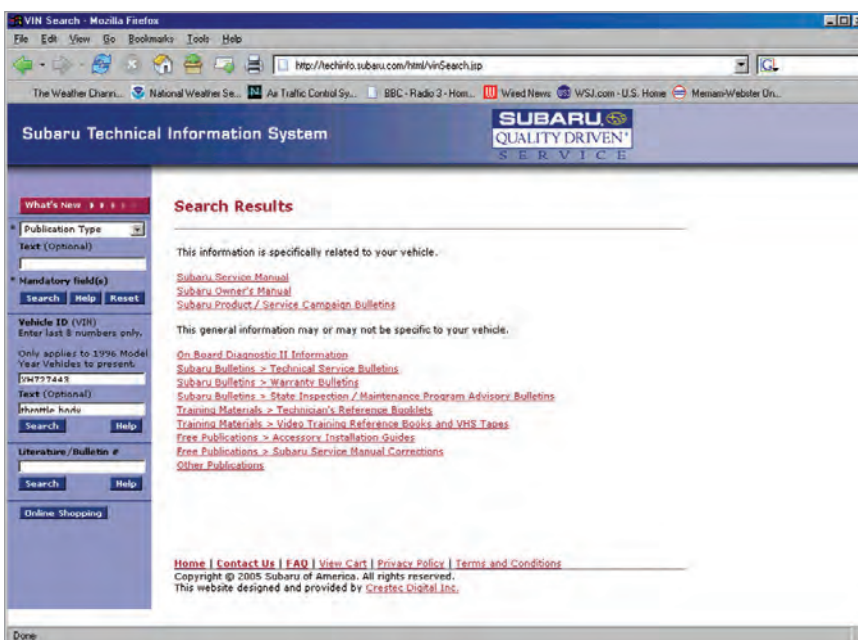 VIN Search - Mozilla Firefox
File Edit View Go Bookmarks Tools Help
http://techinfo.subaru.com/html/vinSearch.jsp
G
The Weather Chann... National Weather Se... Air Traffic Control Sy... BBC - Radio 3 - Hom... Wired News WSJ.com - U.S. Home Merriam-Webster On...
Subaru Technical Information System
SUBARU
QUALITY DRIVEN
SERVICE
What's New
* Publication Type
Text (Optional)
* Mandatory field(s)
Search Help Reset
Vehicle ID (VIN)
Enter last 8 numbers only.
Only applies to 1996 Model
Year Vehicles to present.
VH727443
Text (Optional)
throttle body
Search Help
Literature/Bulletin #
Search Help
Online Shopping
Search Results
This information is specifically related to your vehicle.
Subaru Service Manual
Subaru Owner's Manual
Subaru Product / Service Campaign Bulletins
This general information may or may not be specific to your vehicle.
On Board Diagnostic II Information
Subaru Bulletins > Technical Service Bulletins
Subaru Bulletins > Warranty Bulletins
Subaru Bulletins > State Inspection / Maintenance Program Advisory Bulletins
Training Materials > Technician's Reference Booklets
Training Materials > Video Training Reference Books and VHS Tapes
Free Publications > Accessory Installation Guides
Free Publications > Subaru Service Manual Corrections
Other Publications
Home | Contact Us | FAQ | View Cart | Privacy Policy | Terms and Conditions
Copyright © 2005 Subaru of America. All rights reserved.
This website designed and provided by Crestec Digital Inc.
Done